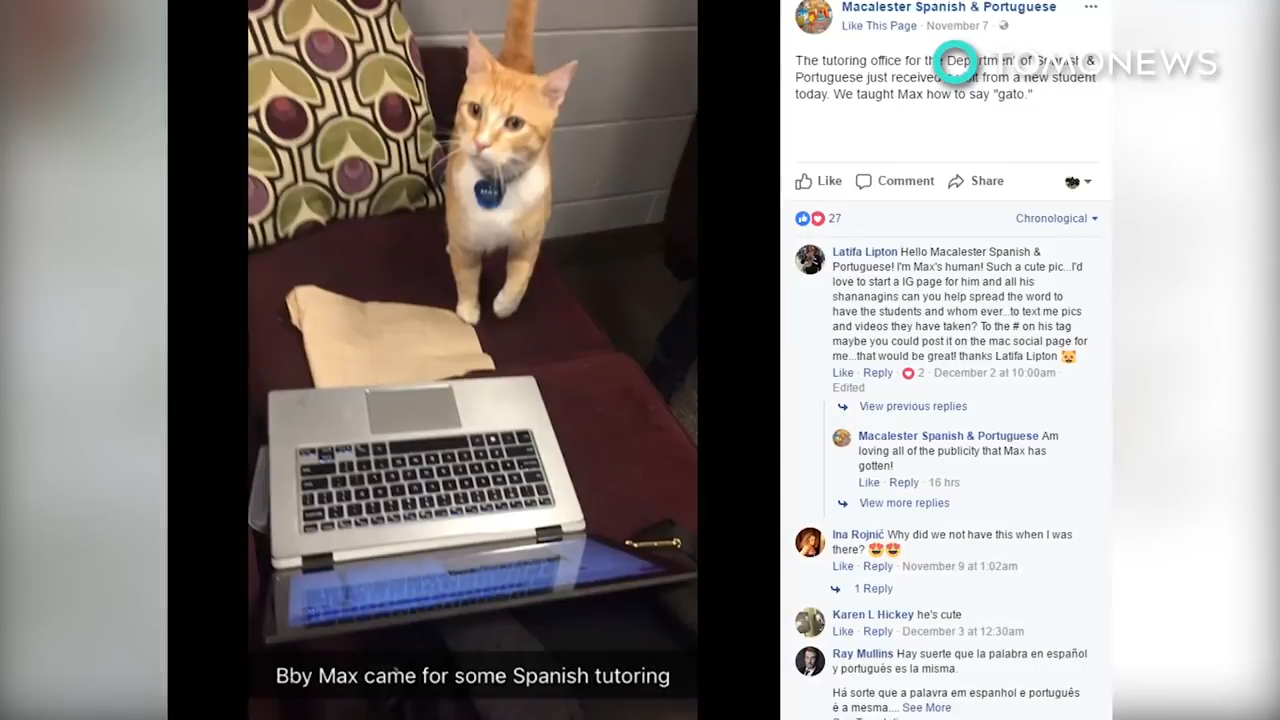 Macalester Spanish & Portuguese
Like This Page · November 7
TOMONEWS
The tutoring office for the Department of Spanish &
Portuguese just received from a new student
today. We taught Max how to say "gato."
Like Comment Share
27 Chronological
Latifa Lipton Hello Macalester Spanish &
Portuguese! I'm Max's human! Such a cute pic...I'd
love to start a IG page for him and all his
shananagins can you help spread the word to
have the students and whom ever...to text me pics
and videos they have taken? To the # on his tag
maybe you could post it on the mac social page for
me...that would be great! thanks Latifa Lipton
Like · Reply · 2 · December 2 at 10:00am ·
Edited
View previous replies
Macalester Spanish & Portuguese Am
loving all of the publicity that Max has
gotten!
Like · Reply · 16 hrs
View more replies
Ina Rojnić Why did we not have this when I was
there?
Like · Reply · November 9 at 1:02am
1 Reply
Karen L Hickey he's cute
Like · Reply · December 3 at 12:30am
Ray Mullins Hay suerte que la palabra en español
y portugués es la misma.
Há sorte que a palavra em espanhol e português
è a mesma.... See More
MAX
Bby Max came for some Spanish tutoring